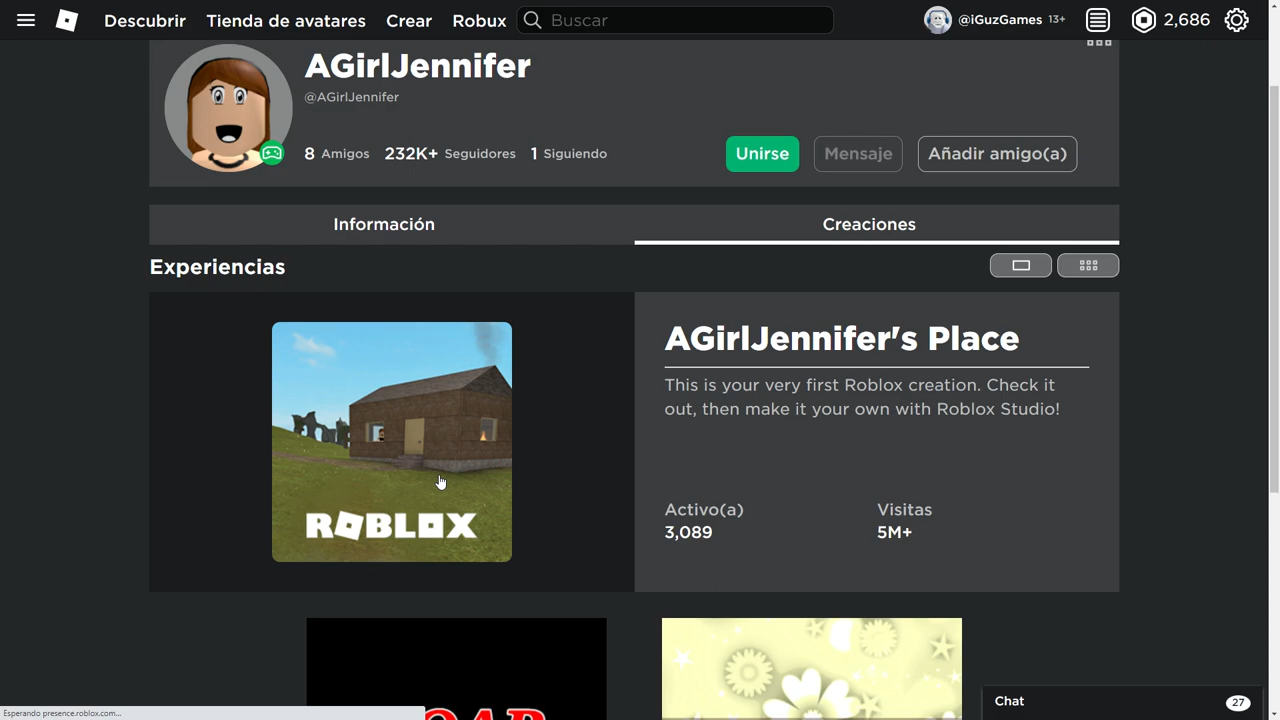 Descubrir Tienda de avatares Crear Robux Buscar @iGuzGames 13+ 2,686
AGirlJennifer
@AGirlJennifer
8 Amigos 232K+ Seguidores 1 Siguiendo Unirse Mensaje Añadir amigo(a)
Información Creaciones
Experiencias
AGirlJennifer's Place
This is your very first Roblox creation. Check it
out, then make it your own with Roblox Studio!
Activo(a) Visitas
3,089 5M+
ROBLOX
Chat 27
Esperando presence.roblox.com...